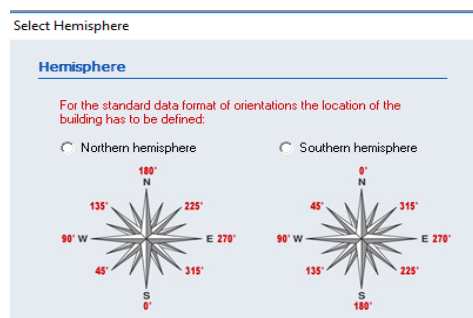 Select Hemisphere
Hemisphere
For the standard data format of orientations the location of the
building has to be defined:
Northern hemisphere
Southern hemisphere
180°
N
135°
225°
90° W
E 270°
45°
315°
S
0°
0°
N
45°
315°
90° W
E 270°
135°
225°
S
180°